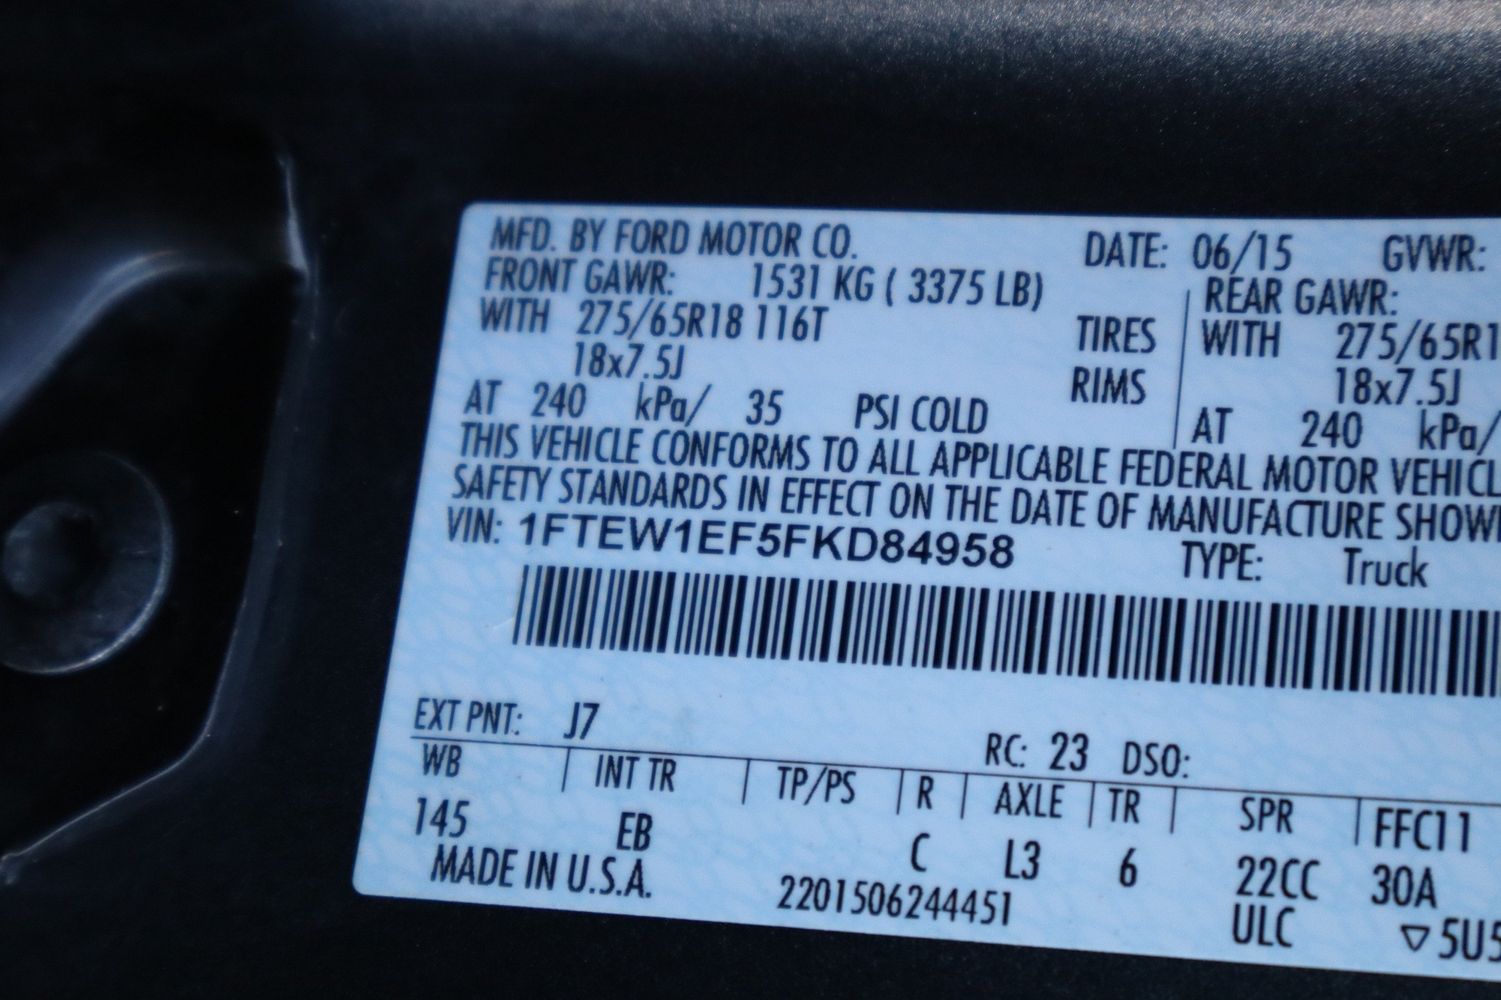 MFD. BY FORD MOTOR CO. DATE: 06/15 GVWR:
FRONT GAWR: 1531 KG ( 3375 LB) REAR GAWR:
WITH 275/65R18 116T TIRES WITH 275/65R1
18x7.5J RIMS 18x7.5J
AT 240 kPa/ 35 PSI COLD AT 240 kPa/
THIS VEHICLE CONFORMS TO ALL APPLICABLE FEDERAL MOTOR VEHICL
SAFETY STANDARDS IN EFFECT ON THE DATE OF MANUFACTURE SHOW
VIN: 1FTEW1EF5FKD84958 TYPE: Truck
EXT PNT: J7 RC: 23 DSO:
WB INT TR TP/PS R AXLE TR SPR FFC11
145 EB C L3 6 22CC 30A
MADE IN U.S.A. 2201506244451 ULC ▽5U5